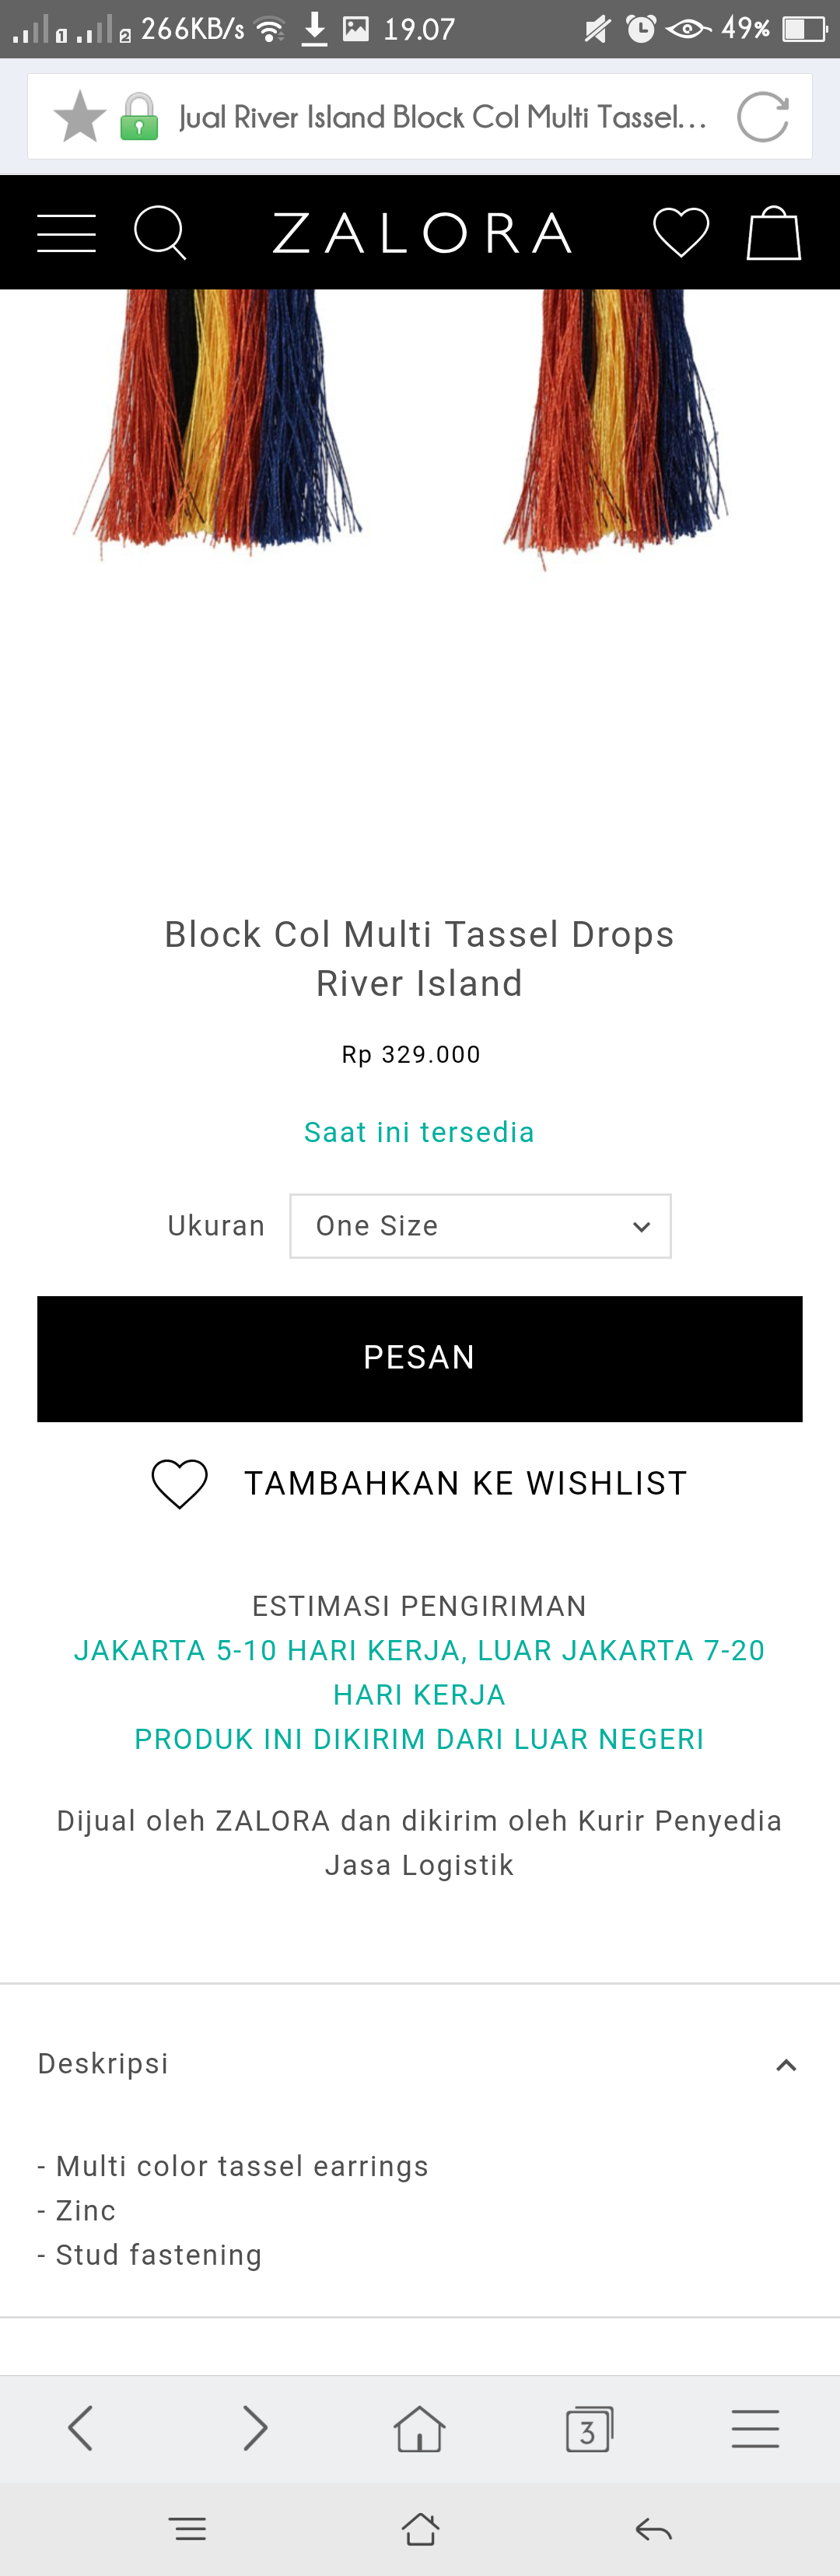 1 2 266KB/s 19.07 49%
Jual River Island Block Col Multi Tassel...
ZALORA
Block Col Multi Tassel Drops
River Island
Rp 329.000
Saat ini tersedia
Ukuran One Size
PESAN
TAMBAHKAN KE WISHLIST
ESTIMASI PENGIRIMAN
JAKARTA 5-10 HARI KERJA, LUAR JAKARTA 7-20
HARI KERJA
PRODUK INI DIKIRIM DARI LUAR NEGERI
Dijual oleh ZALORA dan dikirim oleh Kurir Penyedia
Jasa Logistik
Deskripsi
- Multi color tassel earrings
- Zinc
- Stud fastening
3